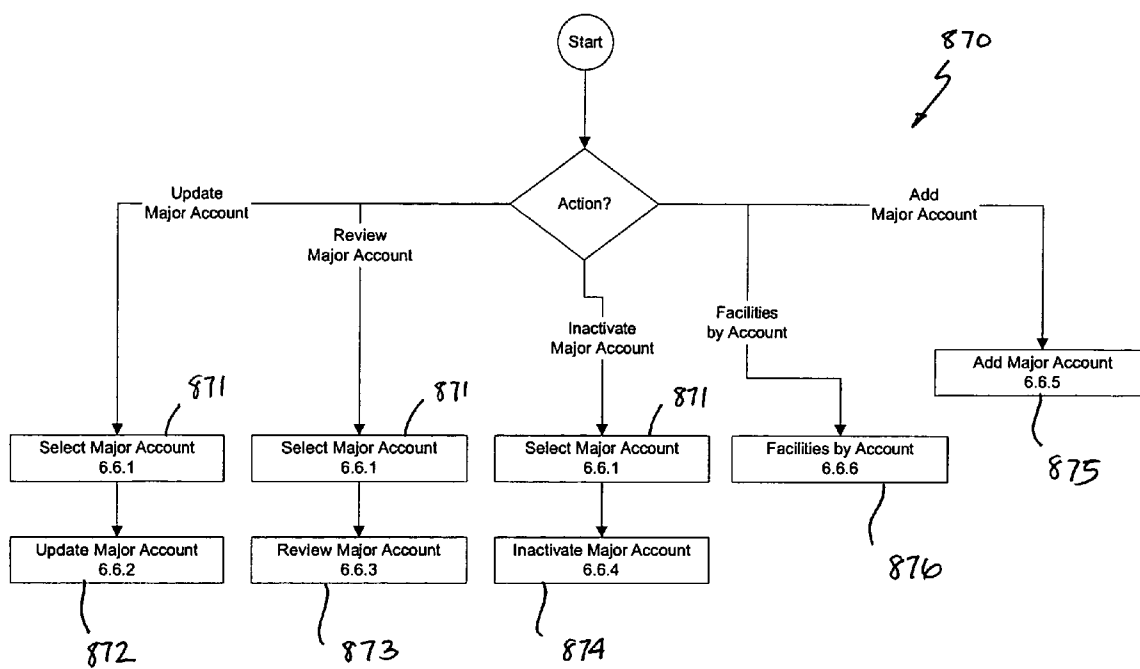 Start
870
Action?
Update
Major Account
Review
Major Account
Inactivate
Major Account
Facilities
by Account
Add
Major Account
871
Select Major Account
6.6.1
871
Select Major Account
6.6.1
871
Select Major Account
6.6.1
Facilities by Account
6.6.6
Add Major Account
6.6.5
875
Update Major Account
6.6.2
Review Major Account
6.6.3
Inactivate Major Account
6.6.4
876
872
873
874